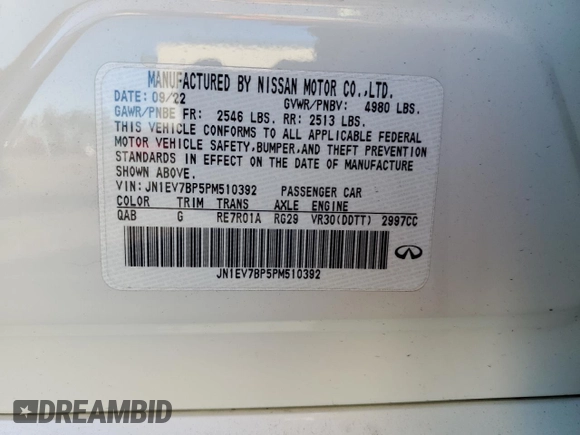 MANUFACTURED BY NISSAN MOTOR CO.,LTD.
DATE: 09/22 GVWR/PNBV: 4980 LBS.
GAWR/PNBE FR: 2546 LBS. RR: 2513 LBS.
THIS VEHICLE CONFORMS TO ALL APPLICABLE FEDERAL
MOTOR VEHICLE SAFETY,BUMPER,AND THEFT PREVENTION
STANDARDS IN EFFECT ON THE DATE OF MANUFACTURE
SHOWN ABOVE.
VIN: JN1EV7BP5PM510392 PASSENGER CAR
COLOR TRIM TRANS AXLE ENGINE
QAB G RE7R01A RG29 VR30(DDTT) 2997CC
JN1EV7BP5PM510392
DREAMBID